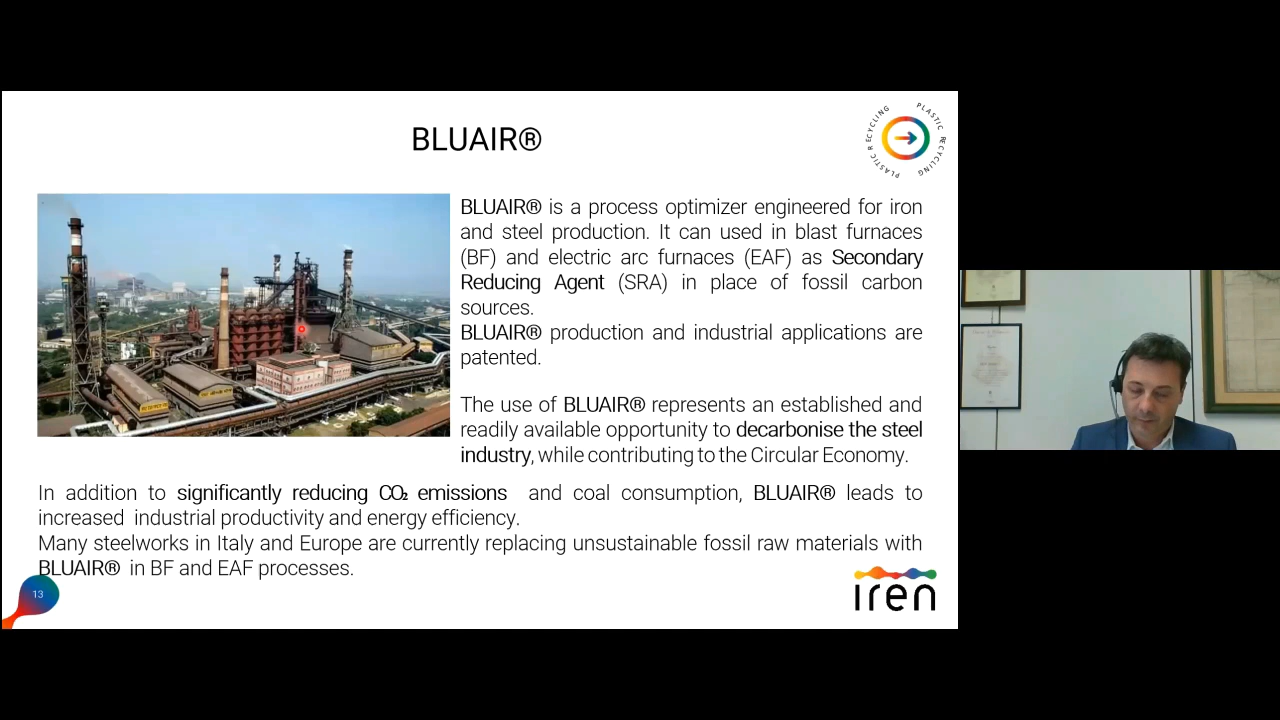 BLUAIR®
PLASTIC RECYCLING
PLASTIC RECYCLING
BLUAIR® is a process optimizer engineered for iron
and steel production. It can used in blast furnaces
(BF) and electric arc furnaces (EAF) as Secondary
Reducing Agent (SRA) in place of fossil carbon
sources.
BLUAIR® production and industrial applications are
patented.
The use of BLUAIR® represents an established and
readily available opportunity to decarbonise the steel
industry, while contributing to the Circular Economy.
In addition to significantly reducing CO₂ emissions and coal consumption, BLUAIR® leads to
increased industrial productivity and energy efficiency.
Many steelworks in Italy and Europe are currently replacing unsustainable fossil raw materials with
BLUAIR® in BF and EAF processes.
13
iren